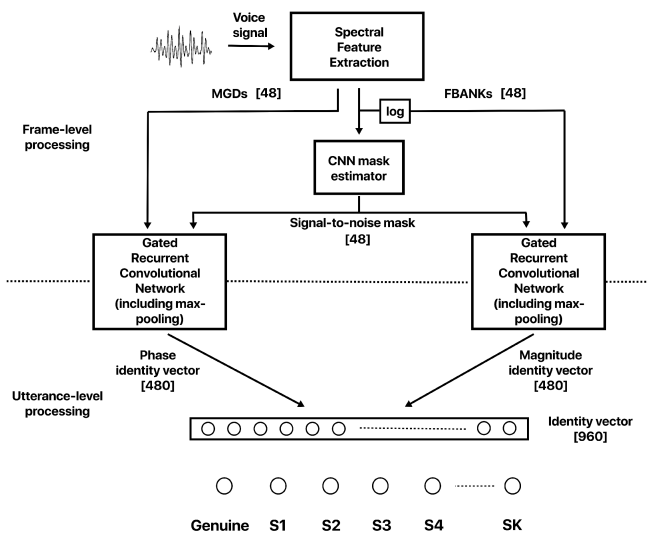 Voice
signal
Spectral
Feature
Extraction
MGDs [48]
FBANKs [48]
log
Frame-level
processing
CNN mask
estimator
Signal-to-noise mask
[48]
Gated
Recurrent
Convolutional
Network
(including max-
pooling)
Gated
Recurrent
Convolutional
Network
(including max-
pooling)
Phase
identity vector
[480]
Magnitude
identity vector
[480]
Utterance-level
processing
Identity vector
[960]
Genuine S1 S2 S3 S4 SK